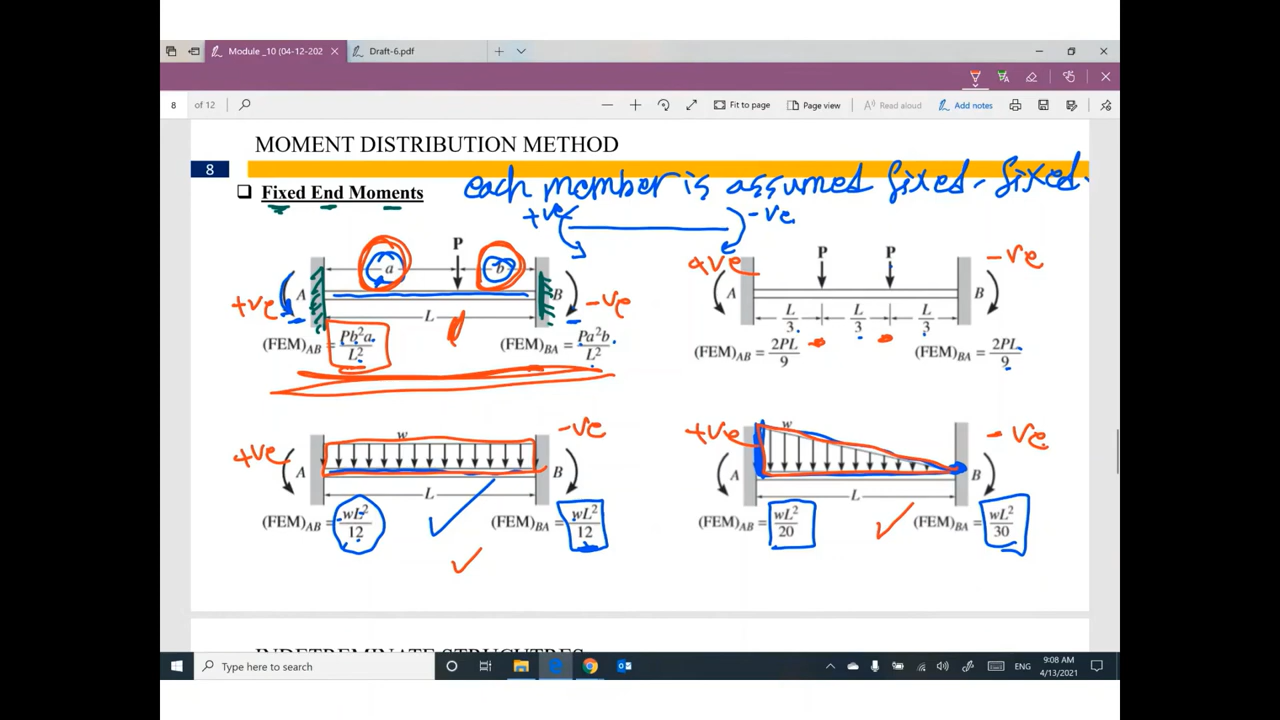 Module _10 (04-12-202
Draft-6.pdf
8 of 12
Fit to page
Page view
Read aloud
Add notes
MOMENT DISTRIBUTION METHOD
8
Fixed End Moments
each member is assumed fixed - fixed.
+ve -ve
P
a b
A B
+ve -ve
L
(FEM)AB = Pb²a/L²
(FEM)BA = Pa²b/L²
P P
+ve -ve
A B
L/3 L/3 L/3
(FEM)AB = 2PL/9
(FEM)BA = 2PL/9
w
+ve -ve
A B
L
(FEM)AB = wL²/12
(FEM)BA = wL²/12
w
+ve -ve
A B
L
(FEM)AB = wL²/20
(FEM)BA = wL²/30
INDETREMINATE STRUCHTRES
Type here to search
ENG
9:08 AM
4/13/2021